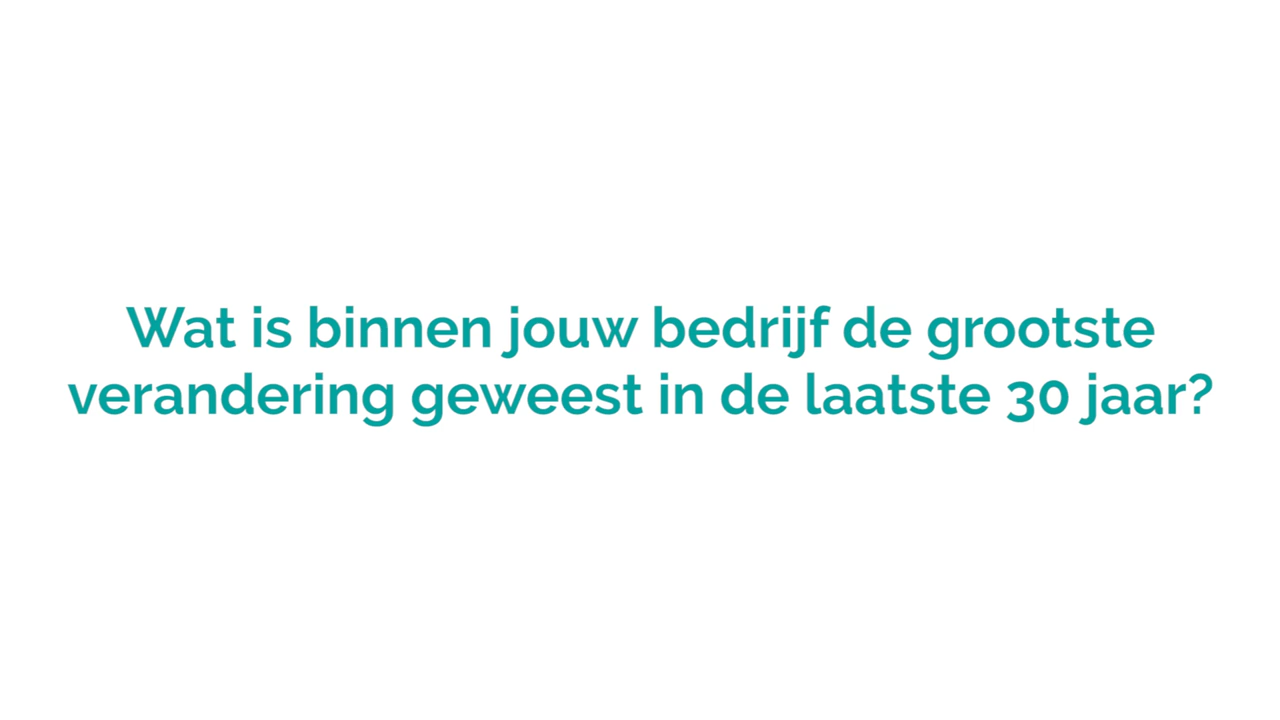 Wat is binnen jouw bedrijf de grootste
verandering geweest in de laatste 30 jaar?